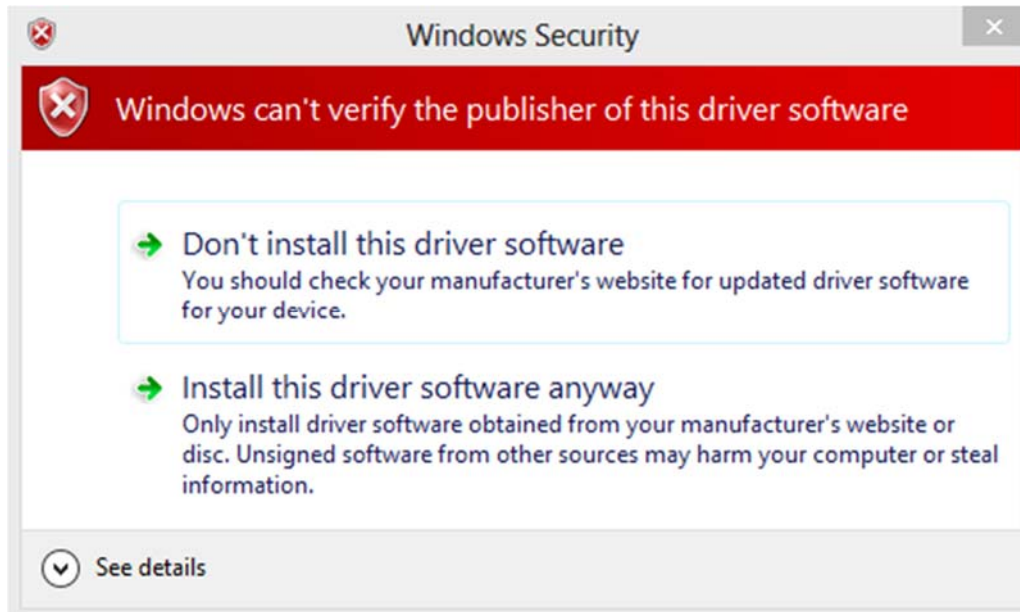 Windows Security
Windows can't verify the publisher of this driver software
Don't install this driver software
You should check your manufacturer's website for updated driver software
for your device.
Install this driver software anyway
Only install driver software obtained from your manufacturer's website or
disc. Unsigned software from other sources may harm your computer or steal
information.
See details